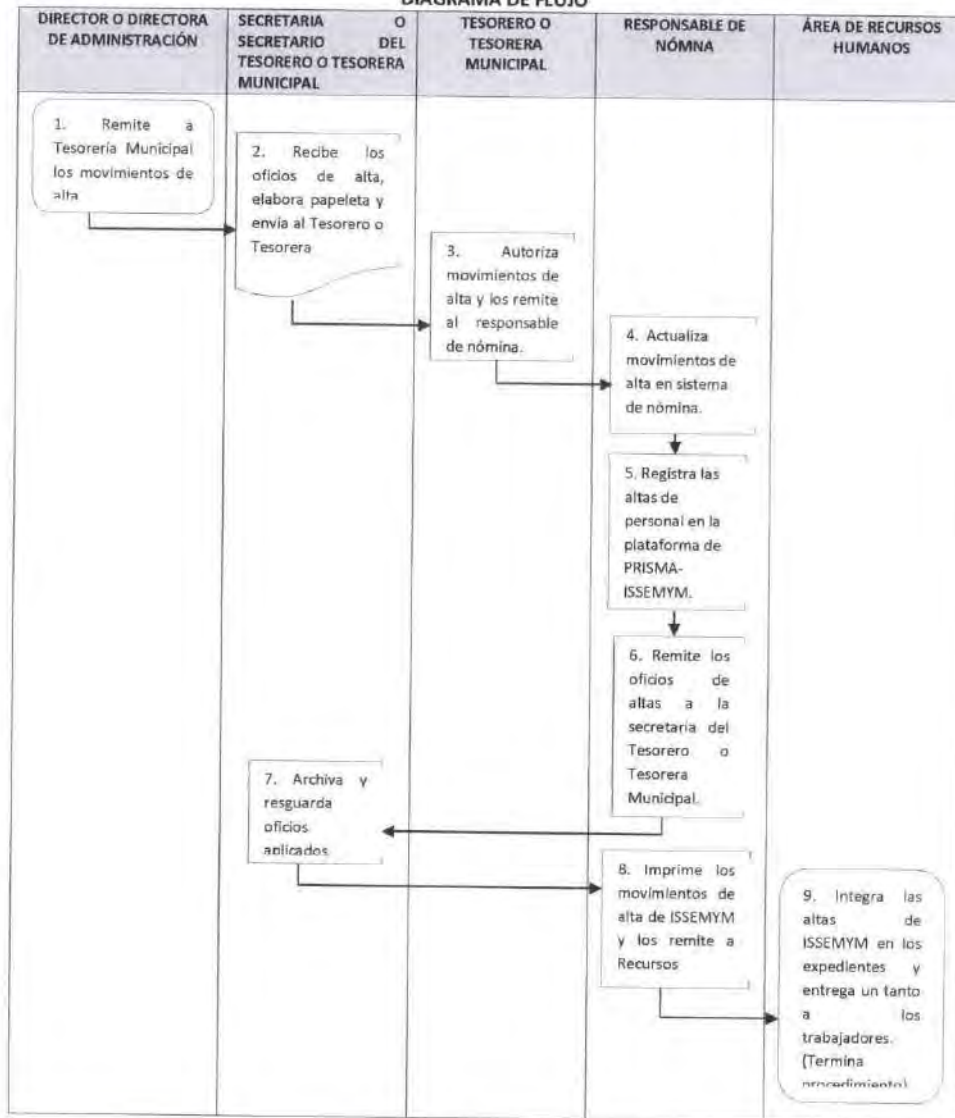 DIAGRAMA DE FLUJO
DIRECTOR O DIRECTORA
DE ADMINISTRACIÓN
SECRETARIA O
SECRETARIO DEL
TESORERO O TESORERA
MUNICIPAL
TESORERO O
TESORERA
MUNICIPAL
RESPONSABLE DE
NÓMNA
ÁREA DE RECURSOS
HUMANOS
1. Remite a
Tesorería Municipal
los movimientos de
alta
2. Recibe los
oficios de alta,
elabora papeleta y
envía al Tesorero o
Tesorera
3. Autoriza
movimientos de
alta y los remite
al responsable
de nómina.
4. Actualiza
movimientos de
alta en sistema
de nómina.
5. Registra las
altas de
personal en la
plataforma de
PRISMA-
ISSEMYM.
6. Remite los
oficios de
altas a la
secretaria del
Tesorero o
Tesorera
Municipal.
7. Archiva y
resguarda
oficios
aplicados
8. Imprime los
movimientos de
alta de ISSEMYM
y los remite a
Recursos
9. Integra las
altas de
ISSEMYM en los
expedientes y
entrega un tanto
a los
trabajadores.
(Termina
procedimiento)